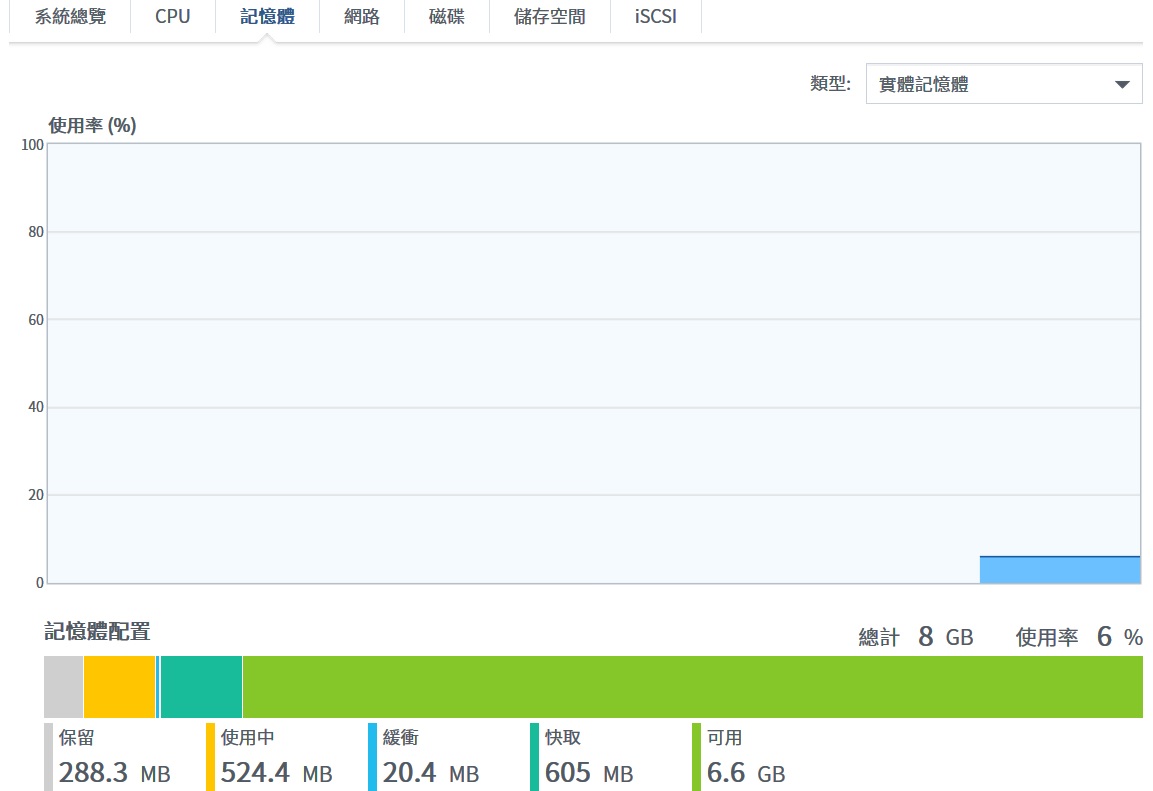 系統總覽 CPU 記憶體 網路 磁碟 儲存空間 iSCSI
類型: 實體記憶體
使用率 (%)
100
80
60
40
20
0
記憶體配置 總計 8 GB 使用率 6 %
保留 使用中 緩衝 快取 可用
288.3 MB 524.4 MB 20.4 MB 605 MB 6.6 GB